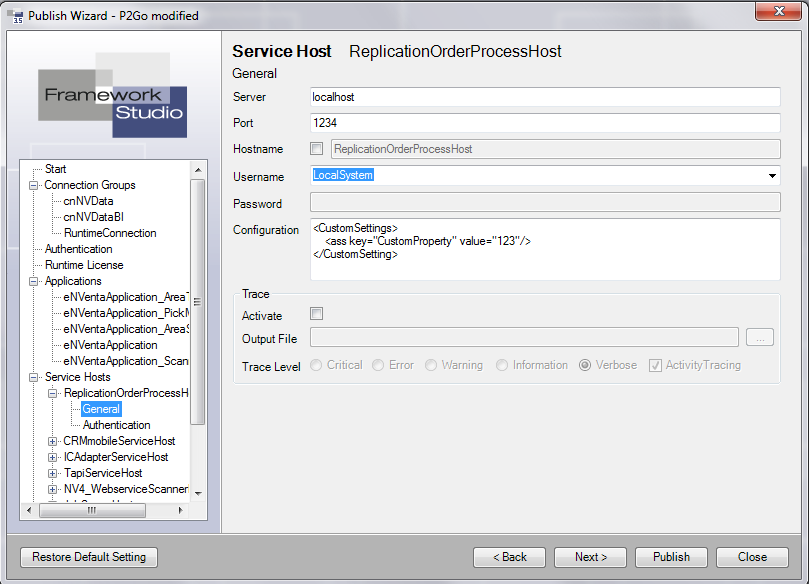 Publish Wizard - P2Go modified
Framework
Studio
3.5
Start
Connection Groups
cnNVData
cnNVDataBI
RuntimeConnection
Authentication
Runtime License
Applications
eNVentaApplication_Area
eNVentaApplication_Pick
eNVentaApplication_Area
eNVentaApplication
eNVentaApplication_Scan
Service Hosts
ReplicationOrderProcessH
General
Authentication
CRMmobileServiceHost
ICAdapterServiceHost
TapiServiceHost
NV4_WebserviceScanner
Service Host ReplicationOrderProcessHost
General
Server localhost
Port 1234
Hostname ReplicationOrderProcessHost
Username LocalSystem
Password
Configuration <CustomSettings>
<ass key="CustomProperty" value="123"/>
</CustomSetting>
Trace
Activate
Output File ...
Trace Level Critical Error Warning Information Verbose ActivityTracing
Restore Default Setting < Back Next > Publish Close